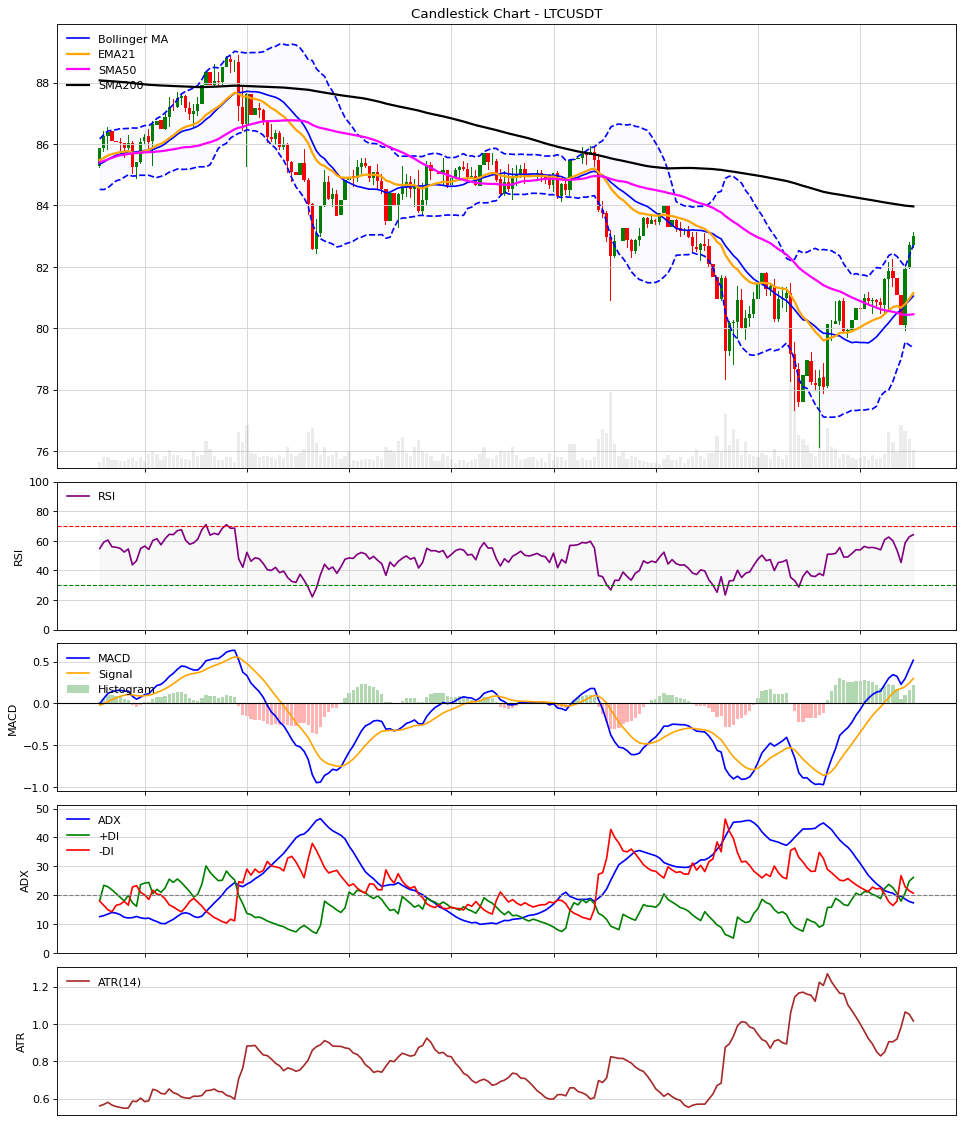 Candlestick Chart - LTCUSDT
Bollinger MA
EMA21
SMA50
SMA200
88
86
84
82
80
78
76
RSI
RSI
100
80
60
40
20
0
MACD
Signal
Histogram
MACD
0.5
0.0
−0.5
−1.0
ADX
+DI
-DI
ADX
50
40
30
20
10
0
ATR(14)
ATR
1.2
1.0
0.8
0.6